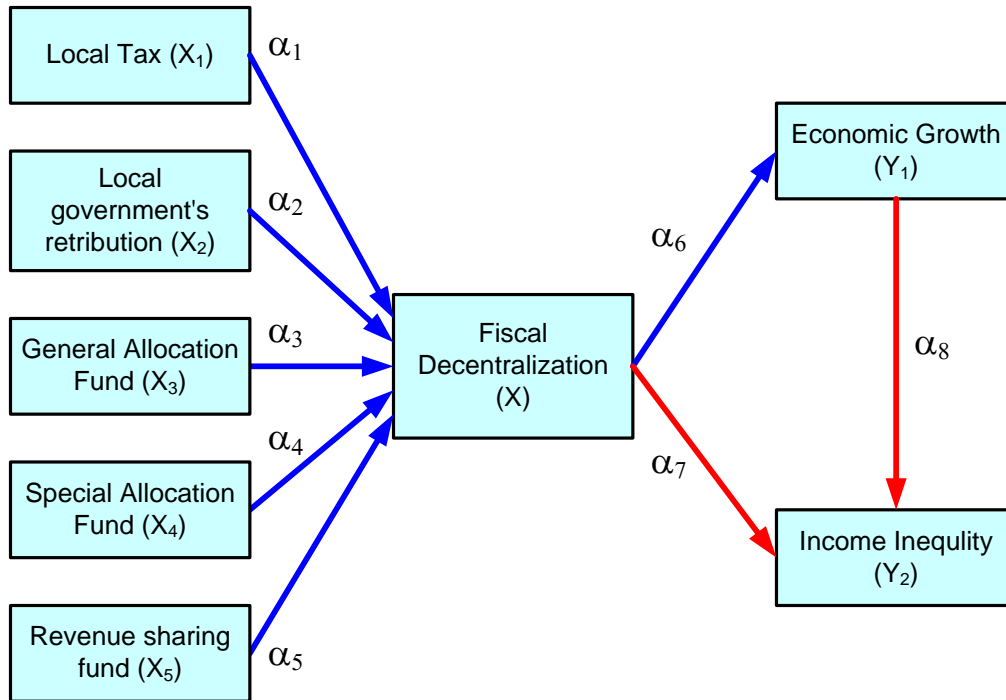 Local Tax (X₁)
α₁
Local
government's
retribution (X₂)
α₂
General Allocation
Fund (X₃)
α₃
Special Allocation
Fund (X₄)
α₄
Revenue sharing
fund (X₅)
α₅
Fiscal
Decentralization
(X)
α₆
α₇
Economic Growth
(Y₁)
α₈
Income Inequlity
(Y₂)